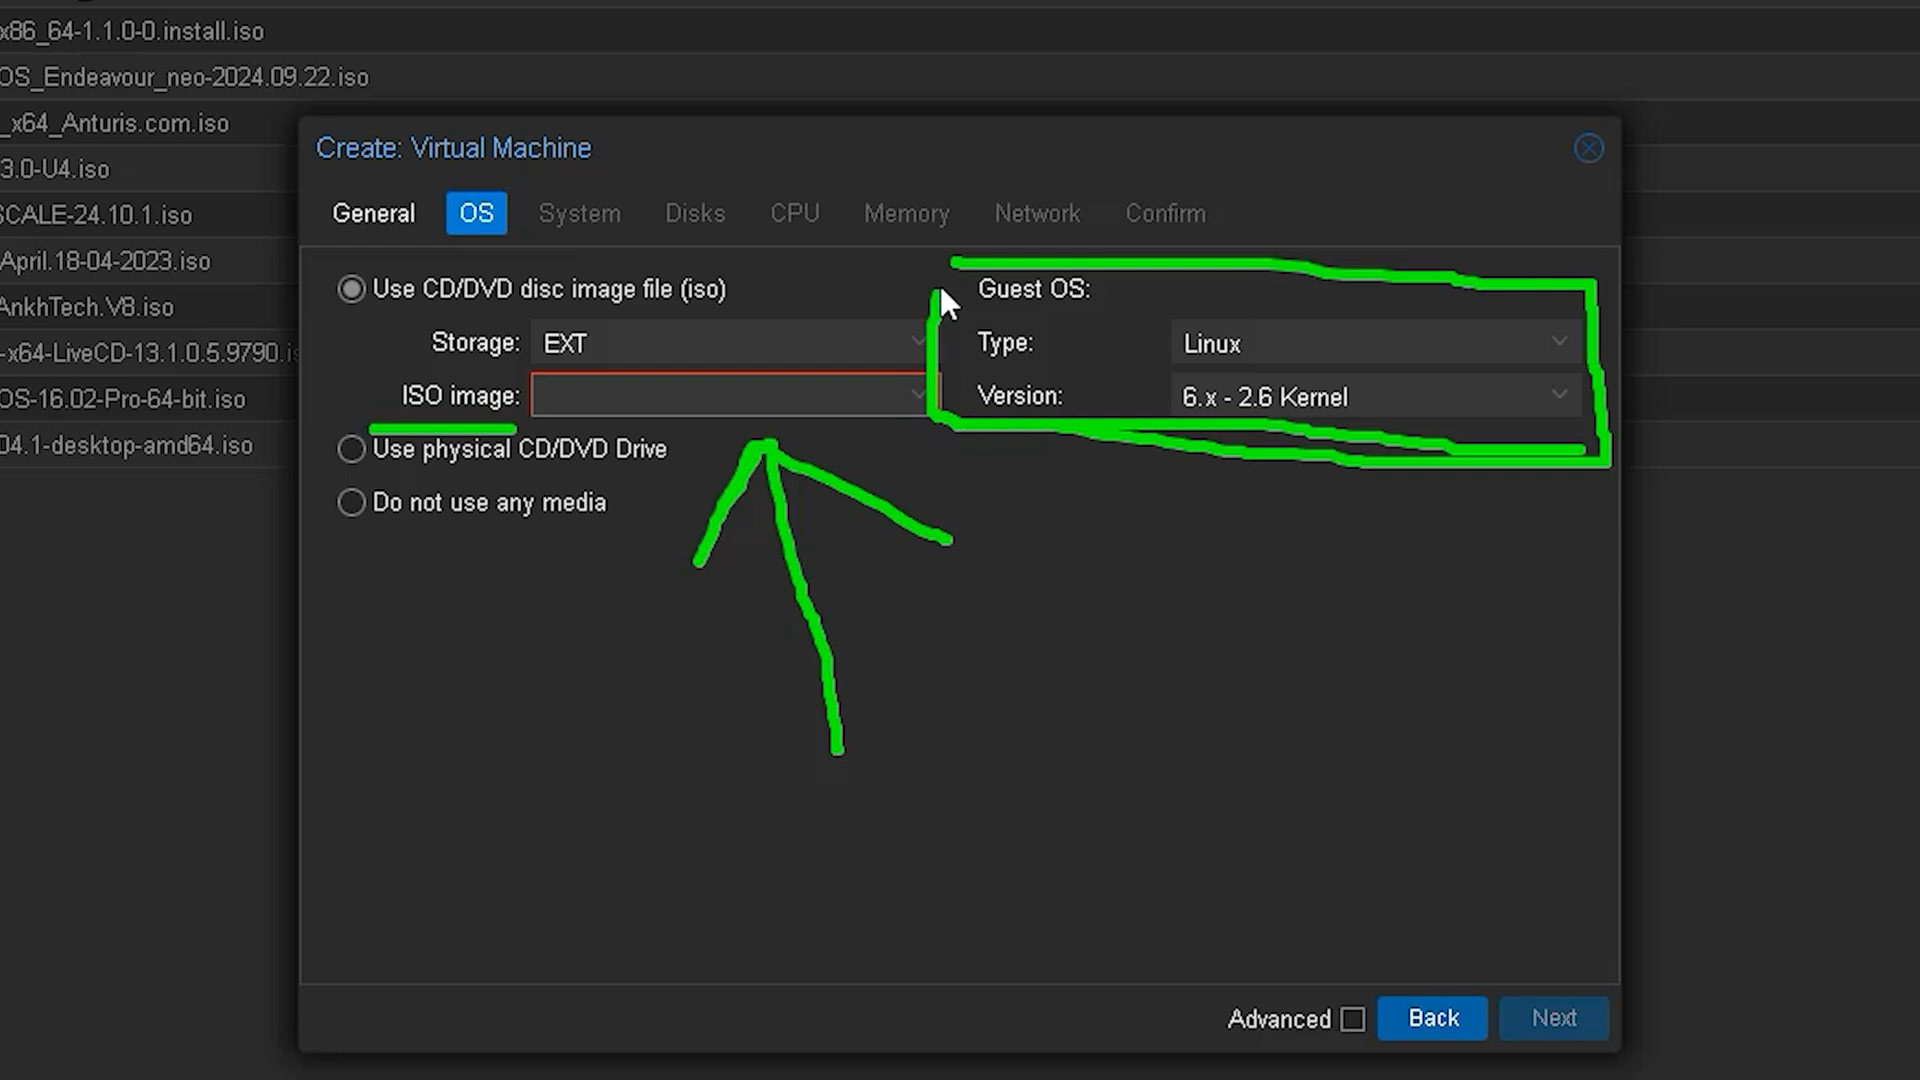 x86_64-1.1.0-0.install.iso
OS_Endeavour_neo-2024.09.22.iso
_x64_Anturis.com.iso
3.0-U4.iso
SCALE-24.10.1.iso
April.18-04-2023.iso
AnkhTech.V8.iso
-x64-LiveCD-13.1.0.5.9790.is
OS-16.02-Pro-64-bit.iso
04.1-desktop-amd64.iso
Create: Virtual Machine
General OS System Disks CPU Memory Network Confirm
Use CD/DVD disc image file (iso)
Storage: EXT
ISO image:
Use physical CD/DVD Drive
Do not use any media
Guest OS:
Type: Linux
Version: 6.x - 2.6 Kernel
Advanced Back Next